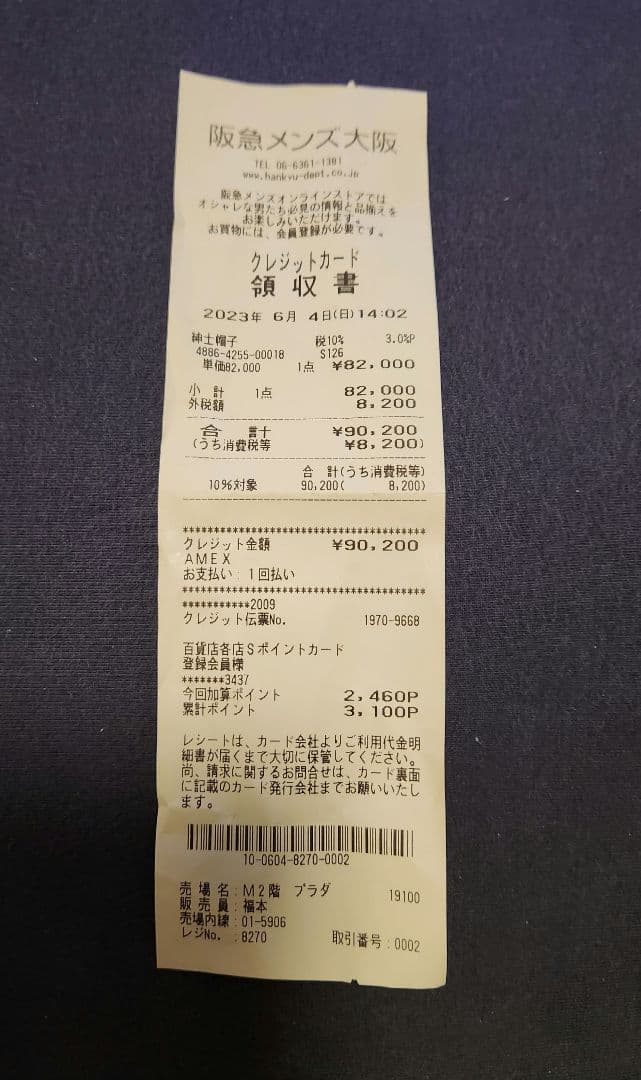 阪急メンズ大阪
TEL 06-6361-1381
www.hankyu-dept.co.jp
阪急メンズオンラインストアでは
オシャレな男たち必見の情報と品揃えを
お楽しみいただけます。
お買物には、会員登録が必要です。
クレジットカード
領収書
2023年 6月 4日(日)14:02
紳士帽子 税10% 3.0%P
4886-4255-00018 S126
単価82,000 1点 ¥82,000
小 計 1点 82,000
外税額 8,200
合 計 ¥90,200
(うち消費税等 ¥8,200)
合 計(うち消費税等)
10%対象 90,200( 8,200)
************************************
クレジット金額 ¥90,200
AMEX
お支払い：1回払い
************************************
***********2009
クレジット伝票No. 1970-9668
百貨店各店Sポイントカード
登録会員様
*******3437
今回加算ポイント 2,460P
累計ポイント 3,100P
レシートは、カード会社よりご利用代金明
細書が届くまで大切に保管してください。
尚、請求に関するお問合せは、カード裏面
に記載のカード発行会社までお願いいたし
ます。
10-0604-8270-0002
売 場 名：M2階 プラダ 19100
販 売 員：福本
売場内線：01-5906
レジNo. ：8270 取引番号：0002